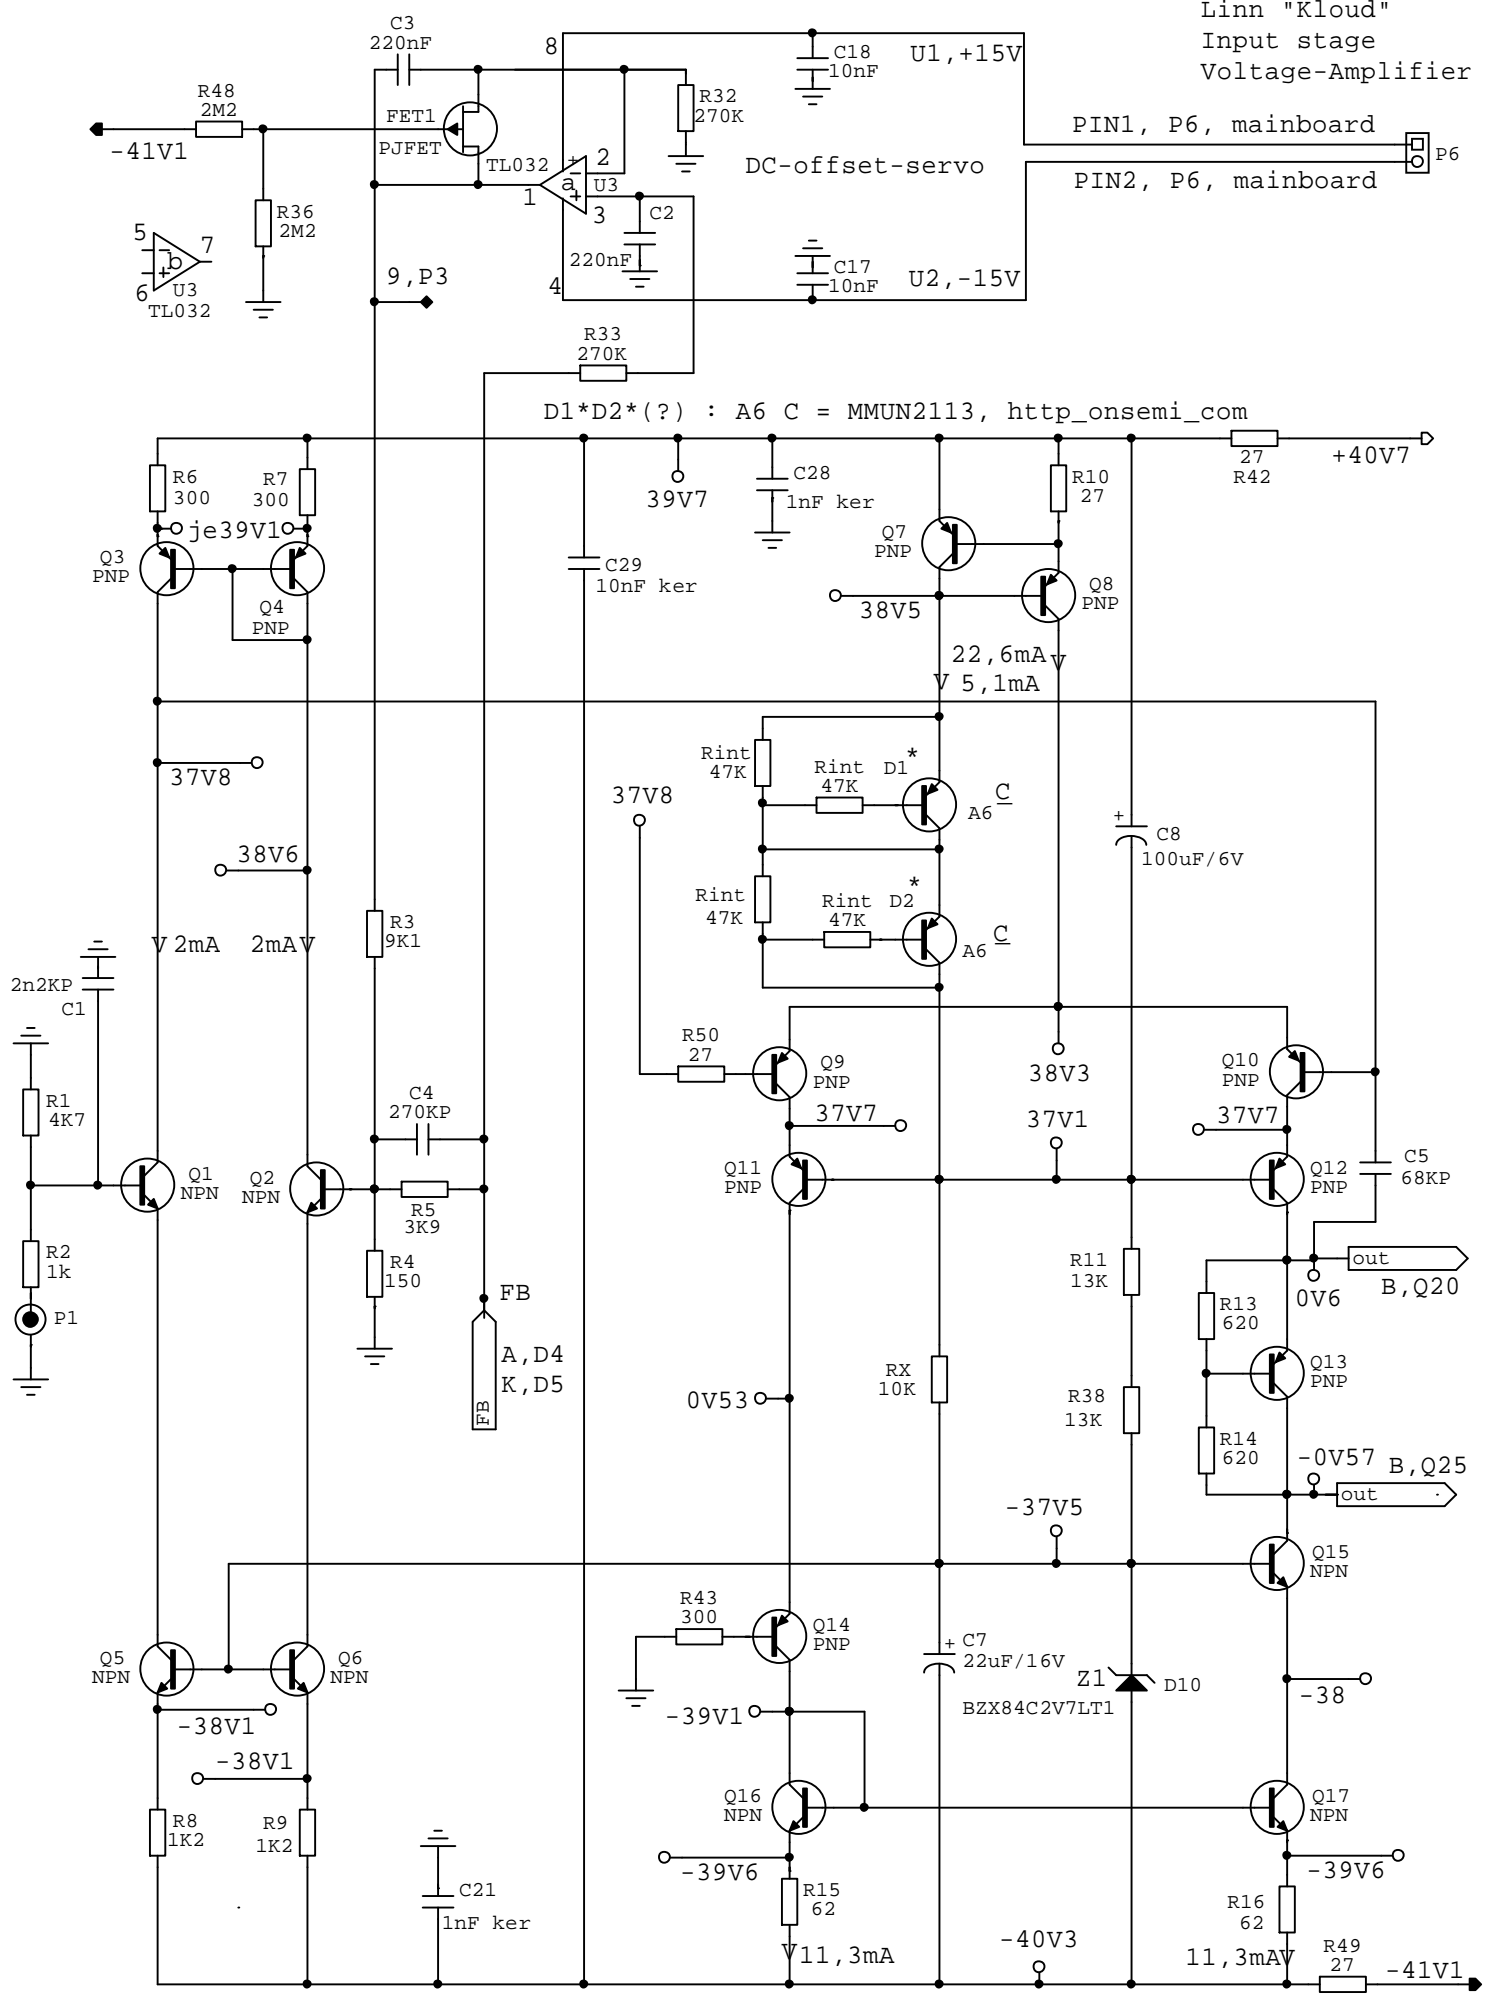 Linn "Kloud"
Input stage
Voltage-Amplifier
C3
220nF
8
C18
10nF
U1,+15V
R48
2M2
-41V1
FET1
PJFET
R32
270K
PIN1, P6, mainboard
P6
PIN2, P6, mainboard
DC-offset-servo
TL032
+
-
a
+
2
U3
1
3
C2
220nF
R36
2M2
5
-
b
+
7
6
U3
TL032
9,P3
4
C17
10nF
U2,-15V
R33
270K
D1*D2*(?) : A6 C = MMUN2113, http_onsemi_com
R6
300
R7
300
39V7
C28
1nF ker
R10
27
27
R42
+40V7
je39V1
Q3
PNP
Q4
PNP
C29
10nF ker
Q7
PNP
Q8
PNP
38V5
22,6mA V
V 5,1mA
37V8
Rint
47K
Rint
47K
D1*
A6 C
37V8
38V6
+
C8
100uF/6V
Rint
47K
Rint
47K
D2*
A6 C
R3
9K1
V 2mA
2mA V
2n2KP
C1
R50
27
Q9
PNP
38V3
Q10
PNP
R1
4K7
C4
270KP
37V7
37V1
37V7
Q1
NPN
Q2
NPN
R5
3K9
Q11
PNP
Q12
PNP
C5
68KP
R2
1k
R4
150
P1
FB
A,D4
K,D5
FB
R11
13K
out
B,Q20
0V6
R13
620
RX
10K
R38
13K
Q13
PNP
0V53
R14
620
-0V57
B,Q25
out
-37V5
Q15
NPN
R43
300
Q14
PNP
+ C7
22uF/16V
Z1
D10
BZX84C2V7LT1
Q5
NPN
Q6
NPN
-38V1
-38V1
-39V1
-38
Q16
NPN
Q17
NPN
R8
1K2
R9
1K2
-39V6
-39V6
C21
1nF ker
R15
62
R16
62
V 11,3mA
-40V3
11,3mA V
R49
27
-41V1